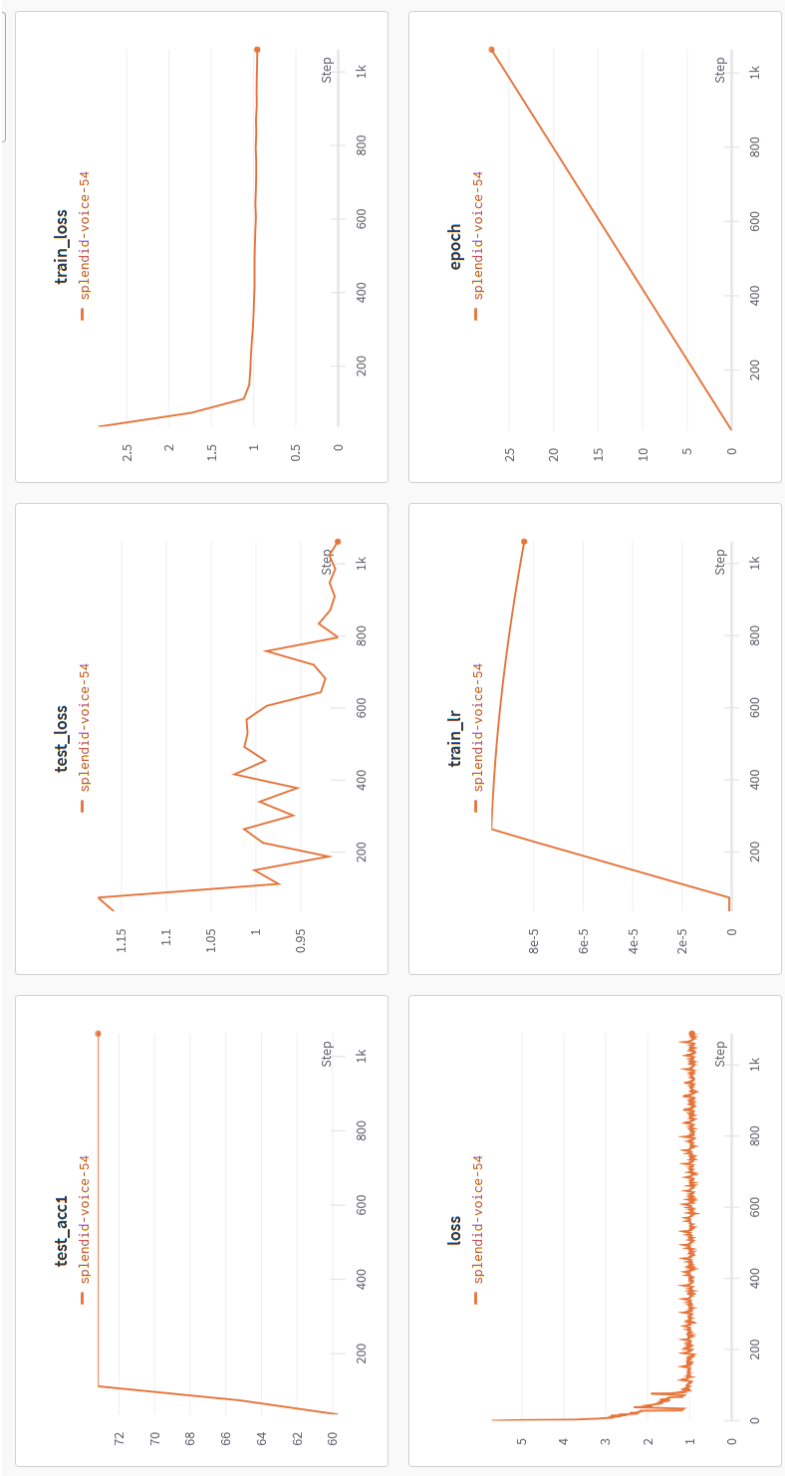 test_acc1
splendid-voice-54
72
70
68
66
64
62
60
Step
200 400 600 800 1k
test_loss
splendid-voice-54
1.15
1.1
1.05
1
0.95
Step
200 400 600 800 1k
train_loss
splendid-voice-54
2.5
2
1.5
1
0.5
0
Step
200 400 600 800 1k
loss
splendid-voice-54
5
4
3
2
1
0
Step
0 200 400 600 800 1k
train_lr
splendid-voice-54
8e-5
6e-5
4e-5
2e-5
0
Step
200 400 600 800 1k
epoch
splendid-voice-54
25
20
15
10
5
0
Step
200 400 600 800 1k